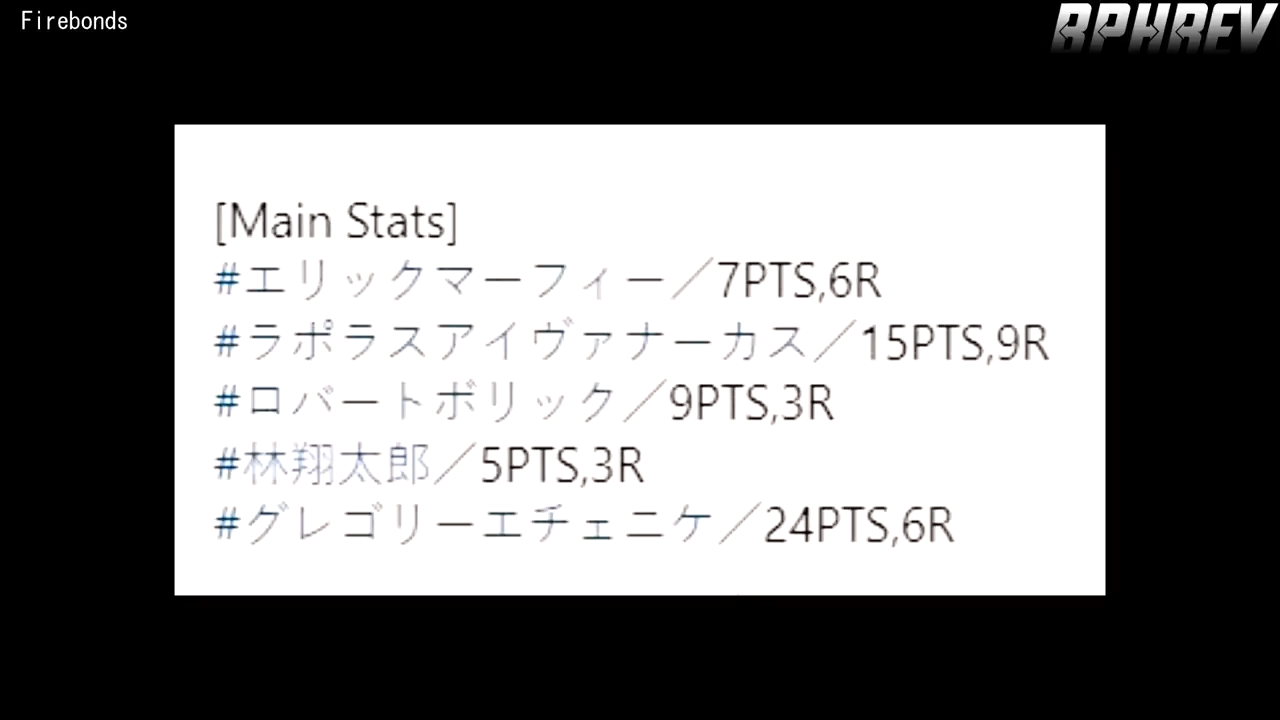 Firebonds
BPHREV
[Main Stats]
#エリックマーフィー／7PTS,6R
#ラポラスアイヴァナーカス／15PTS,9R
#ロバートボリック／9PTS,3R
#林翔太郎／5PTS,3R
#グレゴリーエチェニケ／24PTS,6R